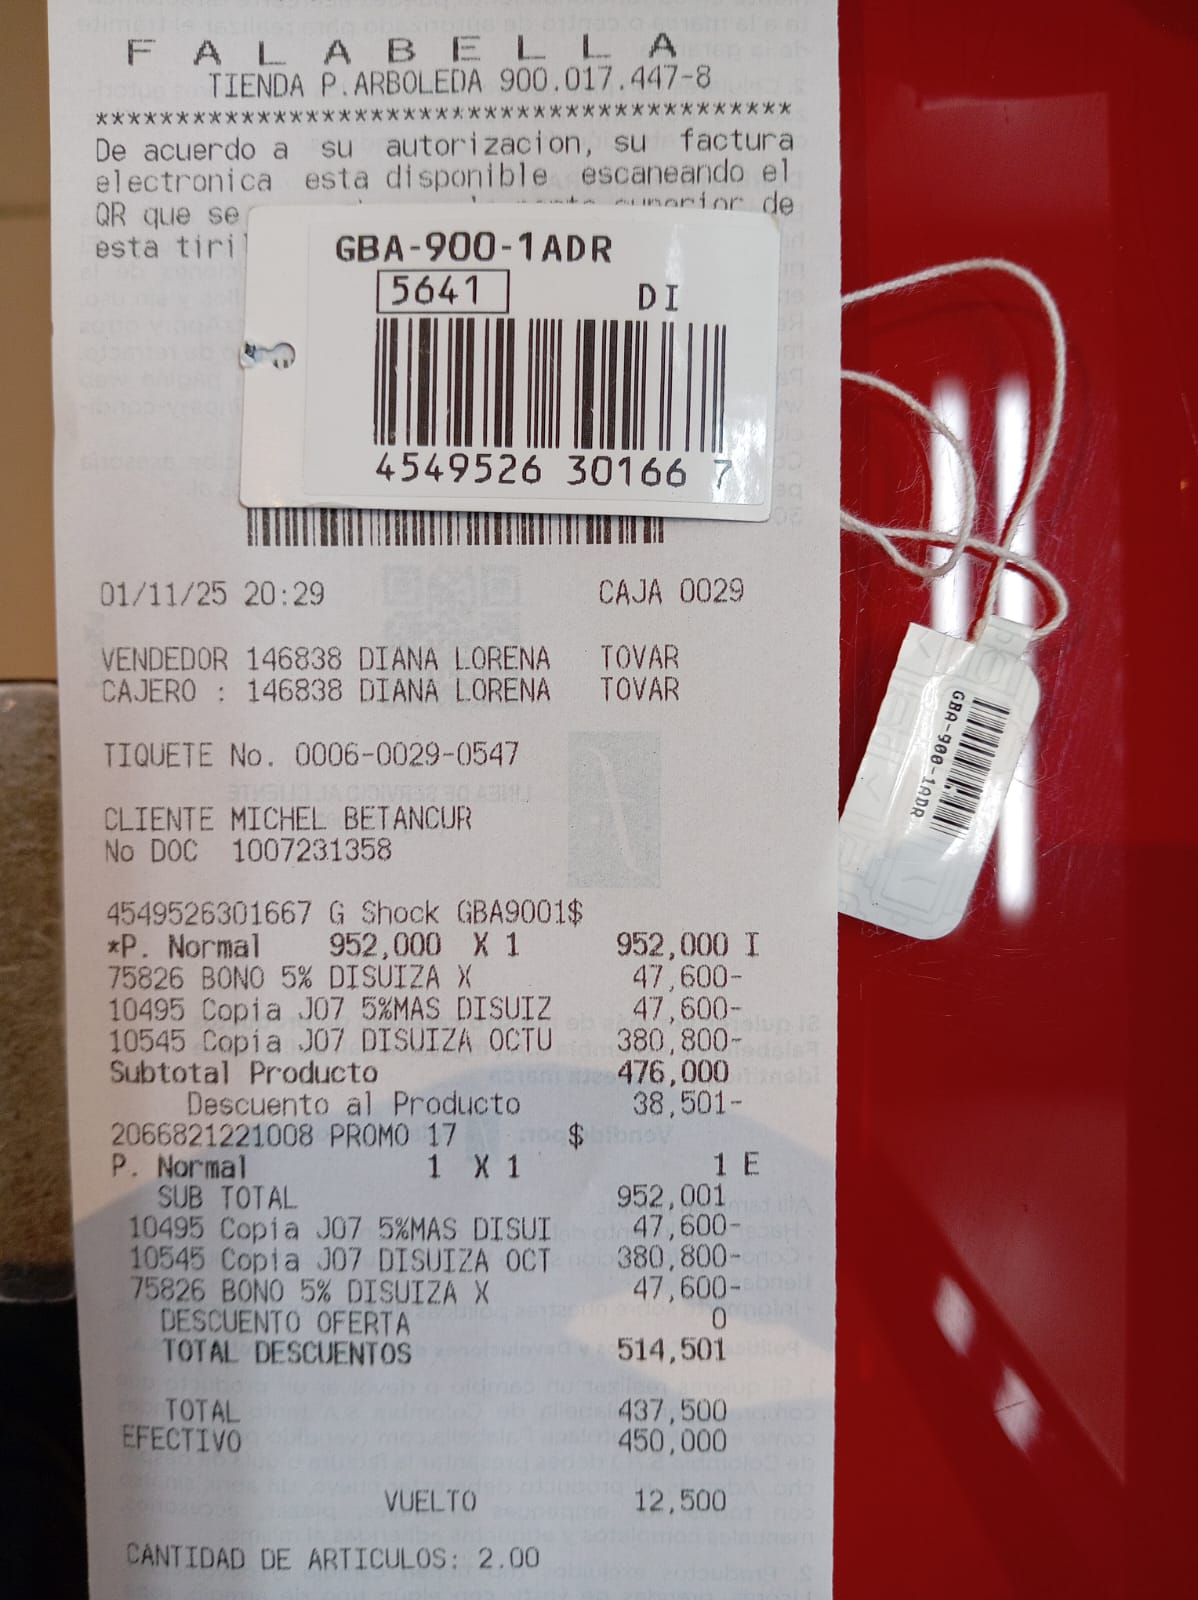 F A L A B E L L A
TIENDA P.ARBOLEDA 900.017.447-8
*******************************************
De acuerdo a su autorizacion, su factura
electronica esta disponible escaneando el
QR que se superior de
esta tiril
GBA-900-1ADR
5641 DI
4549526 30166 7
01/11/25 20:29 CAJA 0029
VENDEDOR 146838 DIANA LORENA TOVAR
CAJERO : 146838 DIANA LORENA TOVAR
GBA-900-1ADR
TIQUETE No. 0006-0029-0547
CLIENTE MICHEL BETANCUR
No DOC 1007231358
4549526301667 G Shock GBA9001$
*P. Normal 952,000 X 1 952,000 I
75826 BONO 5% DISUIZA X 47,600-
10495 Copia J07 5%MAS DISUIZ 47,600-
10545 Copia J07 DISUIZA OCTU 380,800-
Subtotal Producto 476,000
Descuento al Producto 38,501-
2066821221008 PROMO 17 $
P. Normal 1 X 1 1 E
SUB TOTAL 952,001
10495 Copia J07 5%MAS DISUI 47,600-
10545 Copia J07 DISUIZA OCT 380,800-
75826 BONO 5% DISUIZA X 47,600-
DESCUENTO OFERTA 0
TOTAL DESCUENTOS 514,501
TOTAL 437,500
EFECTIVO 450,000
VUELTO 12,500
CANTIDAD DE ARTICULOS: 2.00